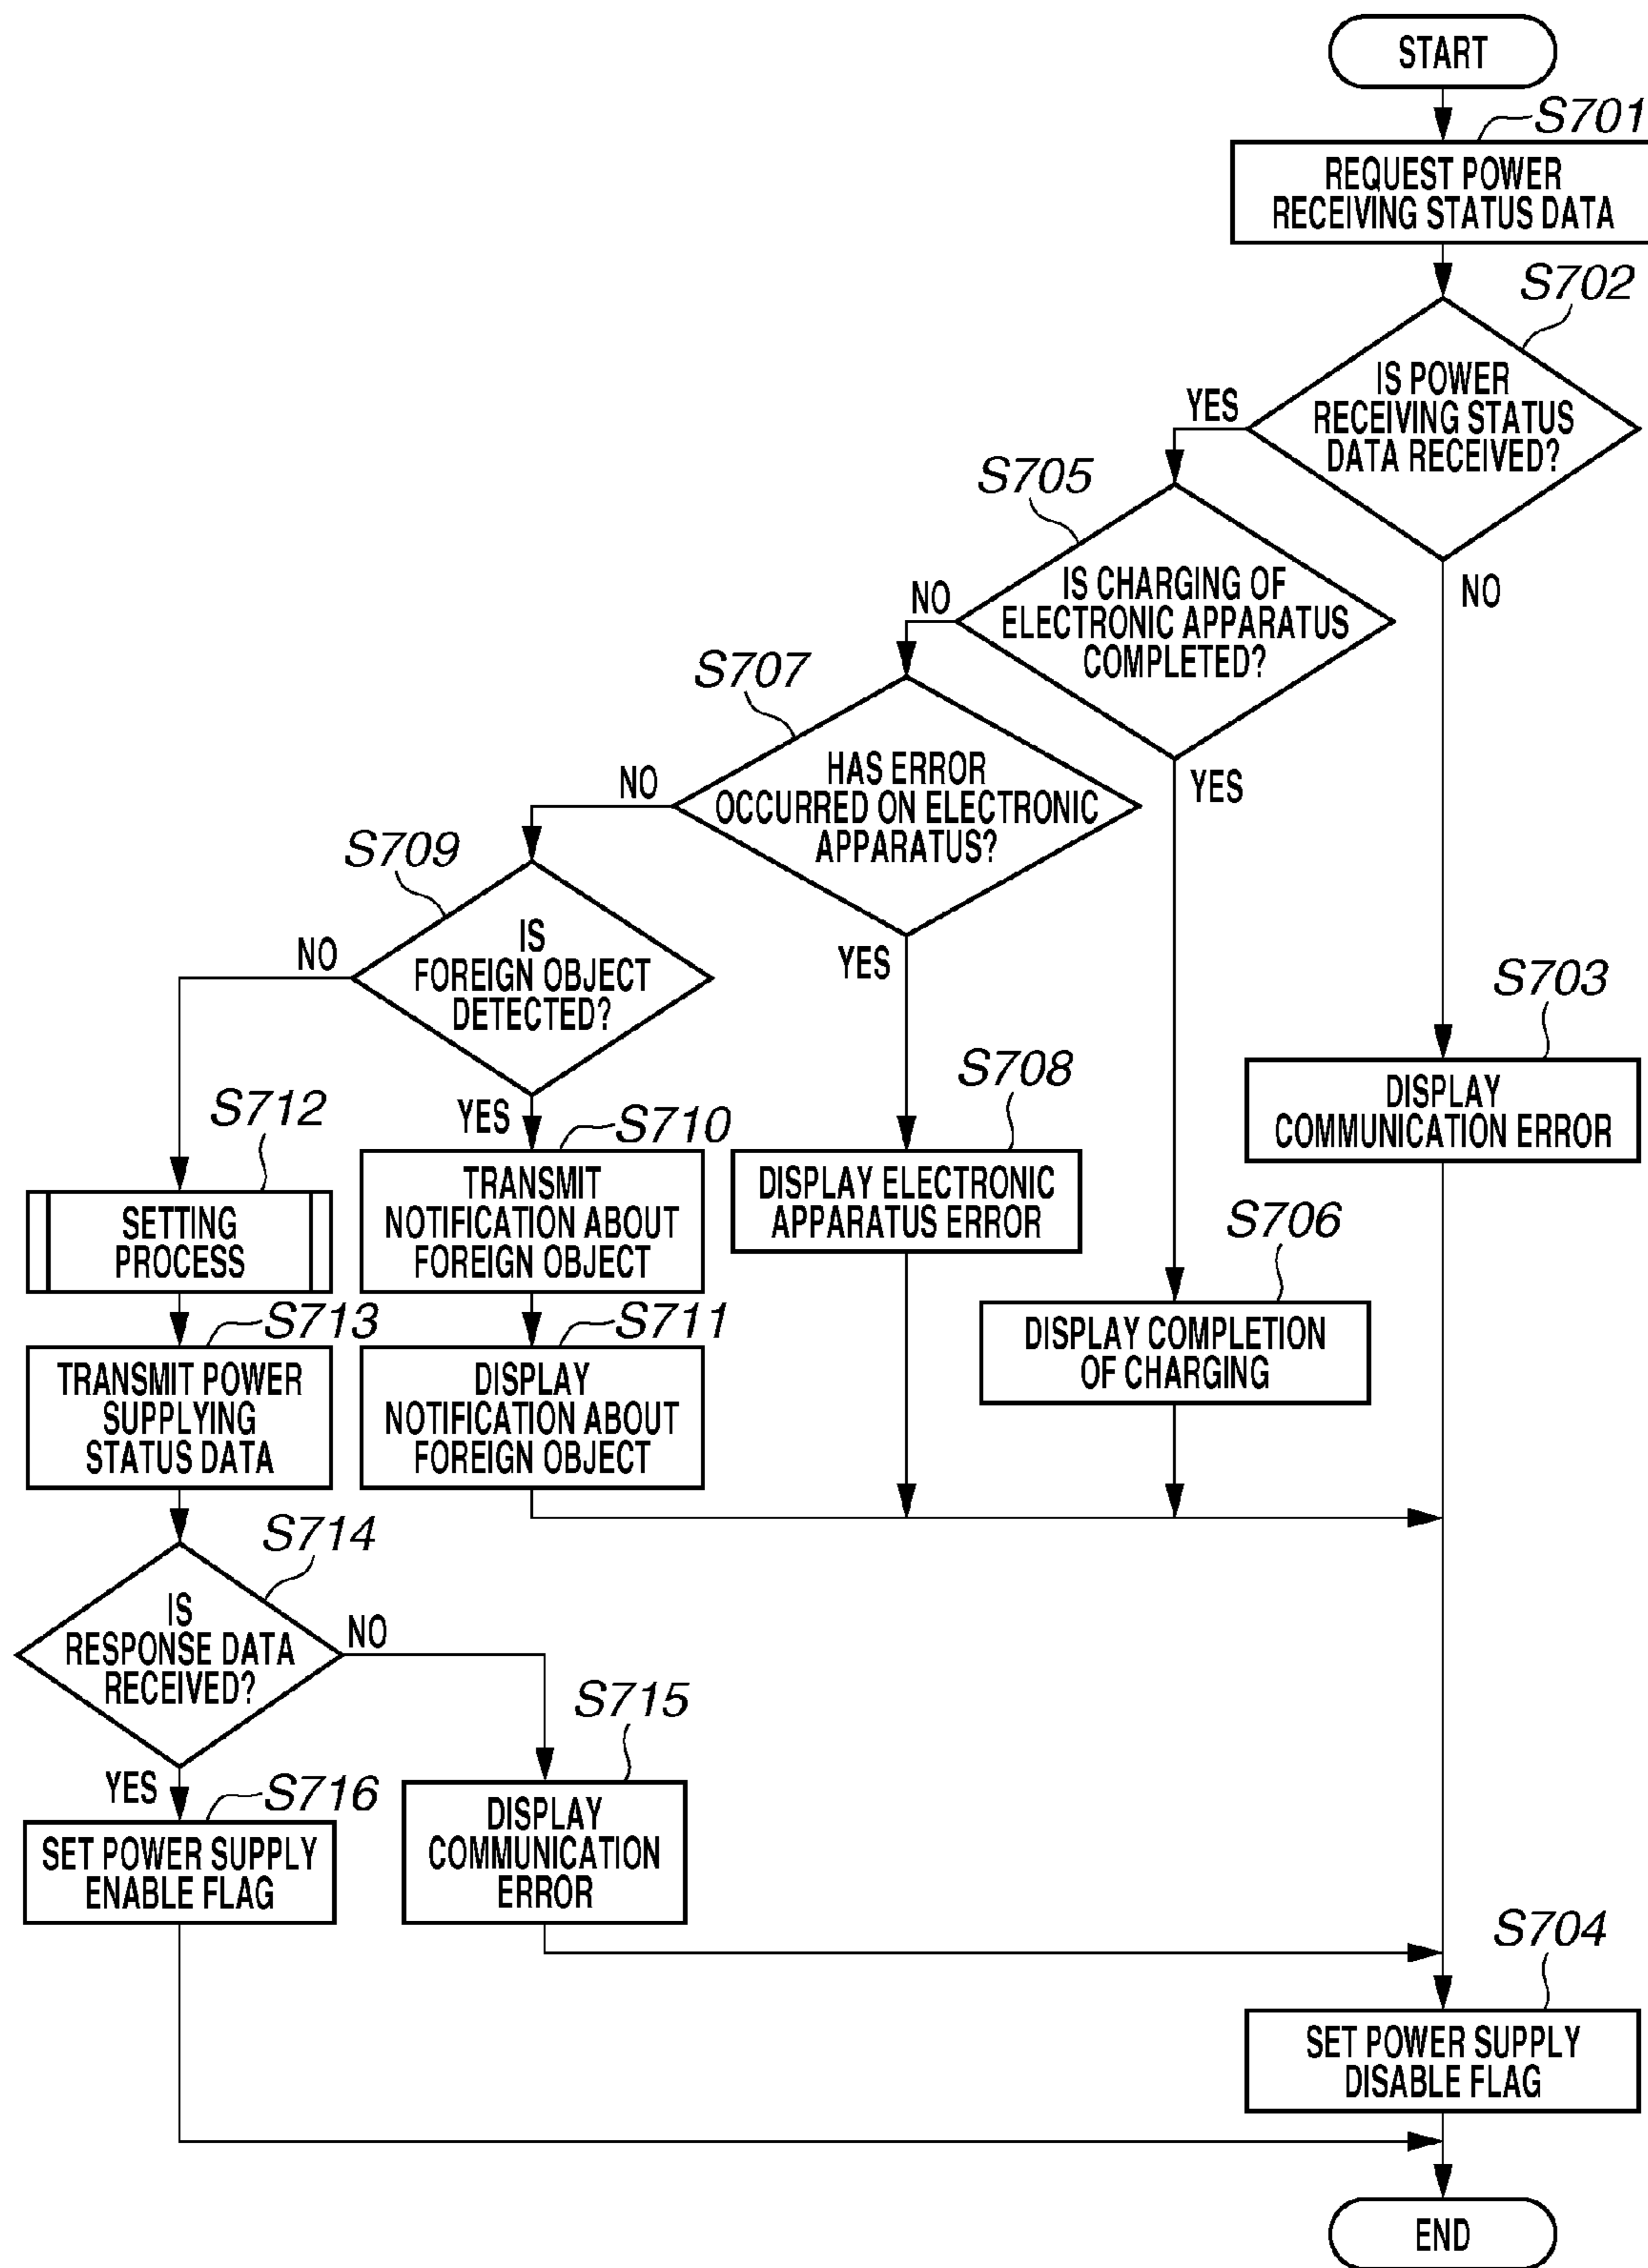 START
S701
REQUEST POWER
RECEIVING STATUS DATA
S702
IS POWER
RECEIVING STATUS
DATA RECEIVED?
YES
NO
S705
IS CHARGING OF
ELECTRONIC APPARATUS
COMPLETED?
NO
YES
S707
HAS ERROR
OCCURRED ON ELECTRONIC
APPARATUS?
NO
YES
S709
IS
FOREIGN OBJECT
DETECTED?
NO
YES
S703
DISPLAY
COMMUNICATION ERROR
S708
DISPLAY ELECTRONIC
APPARATUS ERROR
S706
DISPLAY COMPLETION
OF CHARGING
S710
TRANSMIT
NOTIFICATION ABOUT
FOREIGN OBJECT
S711
DISPLAY
NOTIFICATION ABOUT
FOREIGN OBJECT
S712
SETTING
PROCESS
S713
TRANSMIT POWER
SUPPLYING
STATUS DATA
S714
IS
RESPONSE DATA
RECEIVED?
NO
YES
S715
DISPLAY
COMMUNICATION
ERROR
S716
SET POWER SUPPLY
ENABLE FLAG
S704
SET POWER SUPPLY
DISABLE FLAG
END